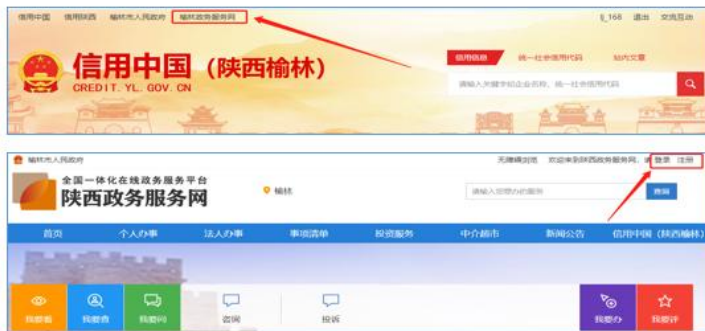 信用中国 信用陕西 榆林市人民政府 榆林政务服务网 lj_168 退出 交流互动
信用中国（陕西榆林）
CREDIT. YL. GOV. CN
信用信息 统一社会信用代码 站内文章
请输入关键字如企业名称、统一社会信用代码
榆林市人民政府 无障碍浏览 欢迎来到陕西政务服务网， 登录 注册
全国一体化在线政务服务平台
陕西政务服务网 榆林 请输入您想办的服务 查询
首页 个人办事 法人办事 事项清单 投资服务 中介超市 新闻公告 信用中国（陕西榆林）
我要看 我要查 我要问 咨询 投诉 我要办 我要评